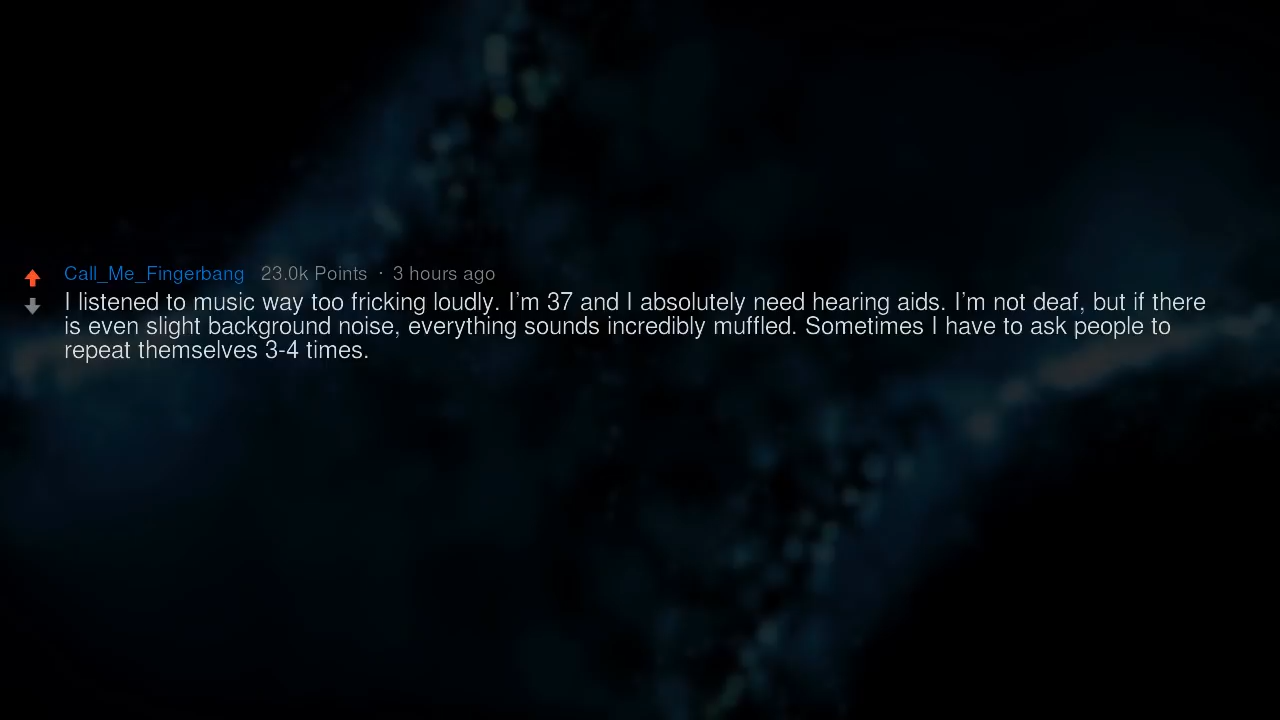 Call_Me_Fingerbang 23.0k Points · 3 hours ago
I listened to music way too fricking loudly. I'm 37 and I absolutely need hearing aids. I'm not deaf, but if there
is even slight background noise, everything sounds incredibly muffled. Sometimes I have to ask people to
repeat themselves 3-4 times.